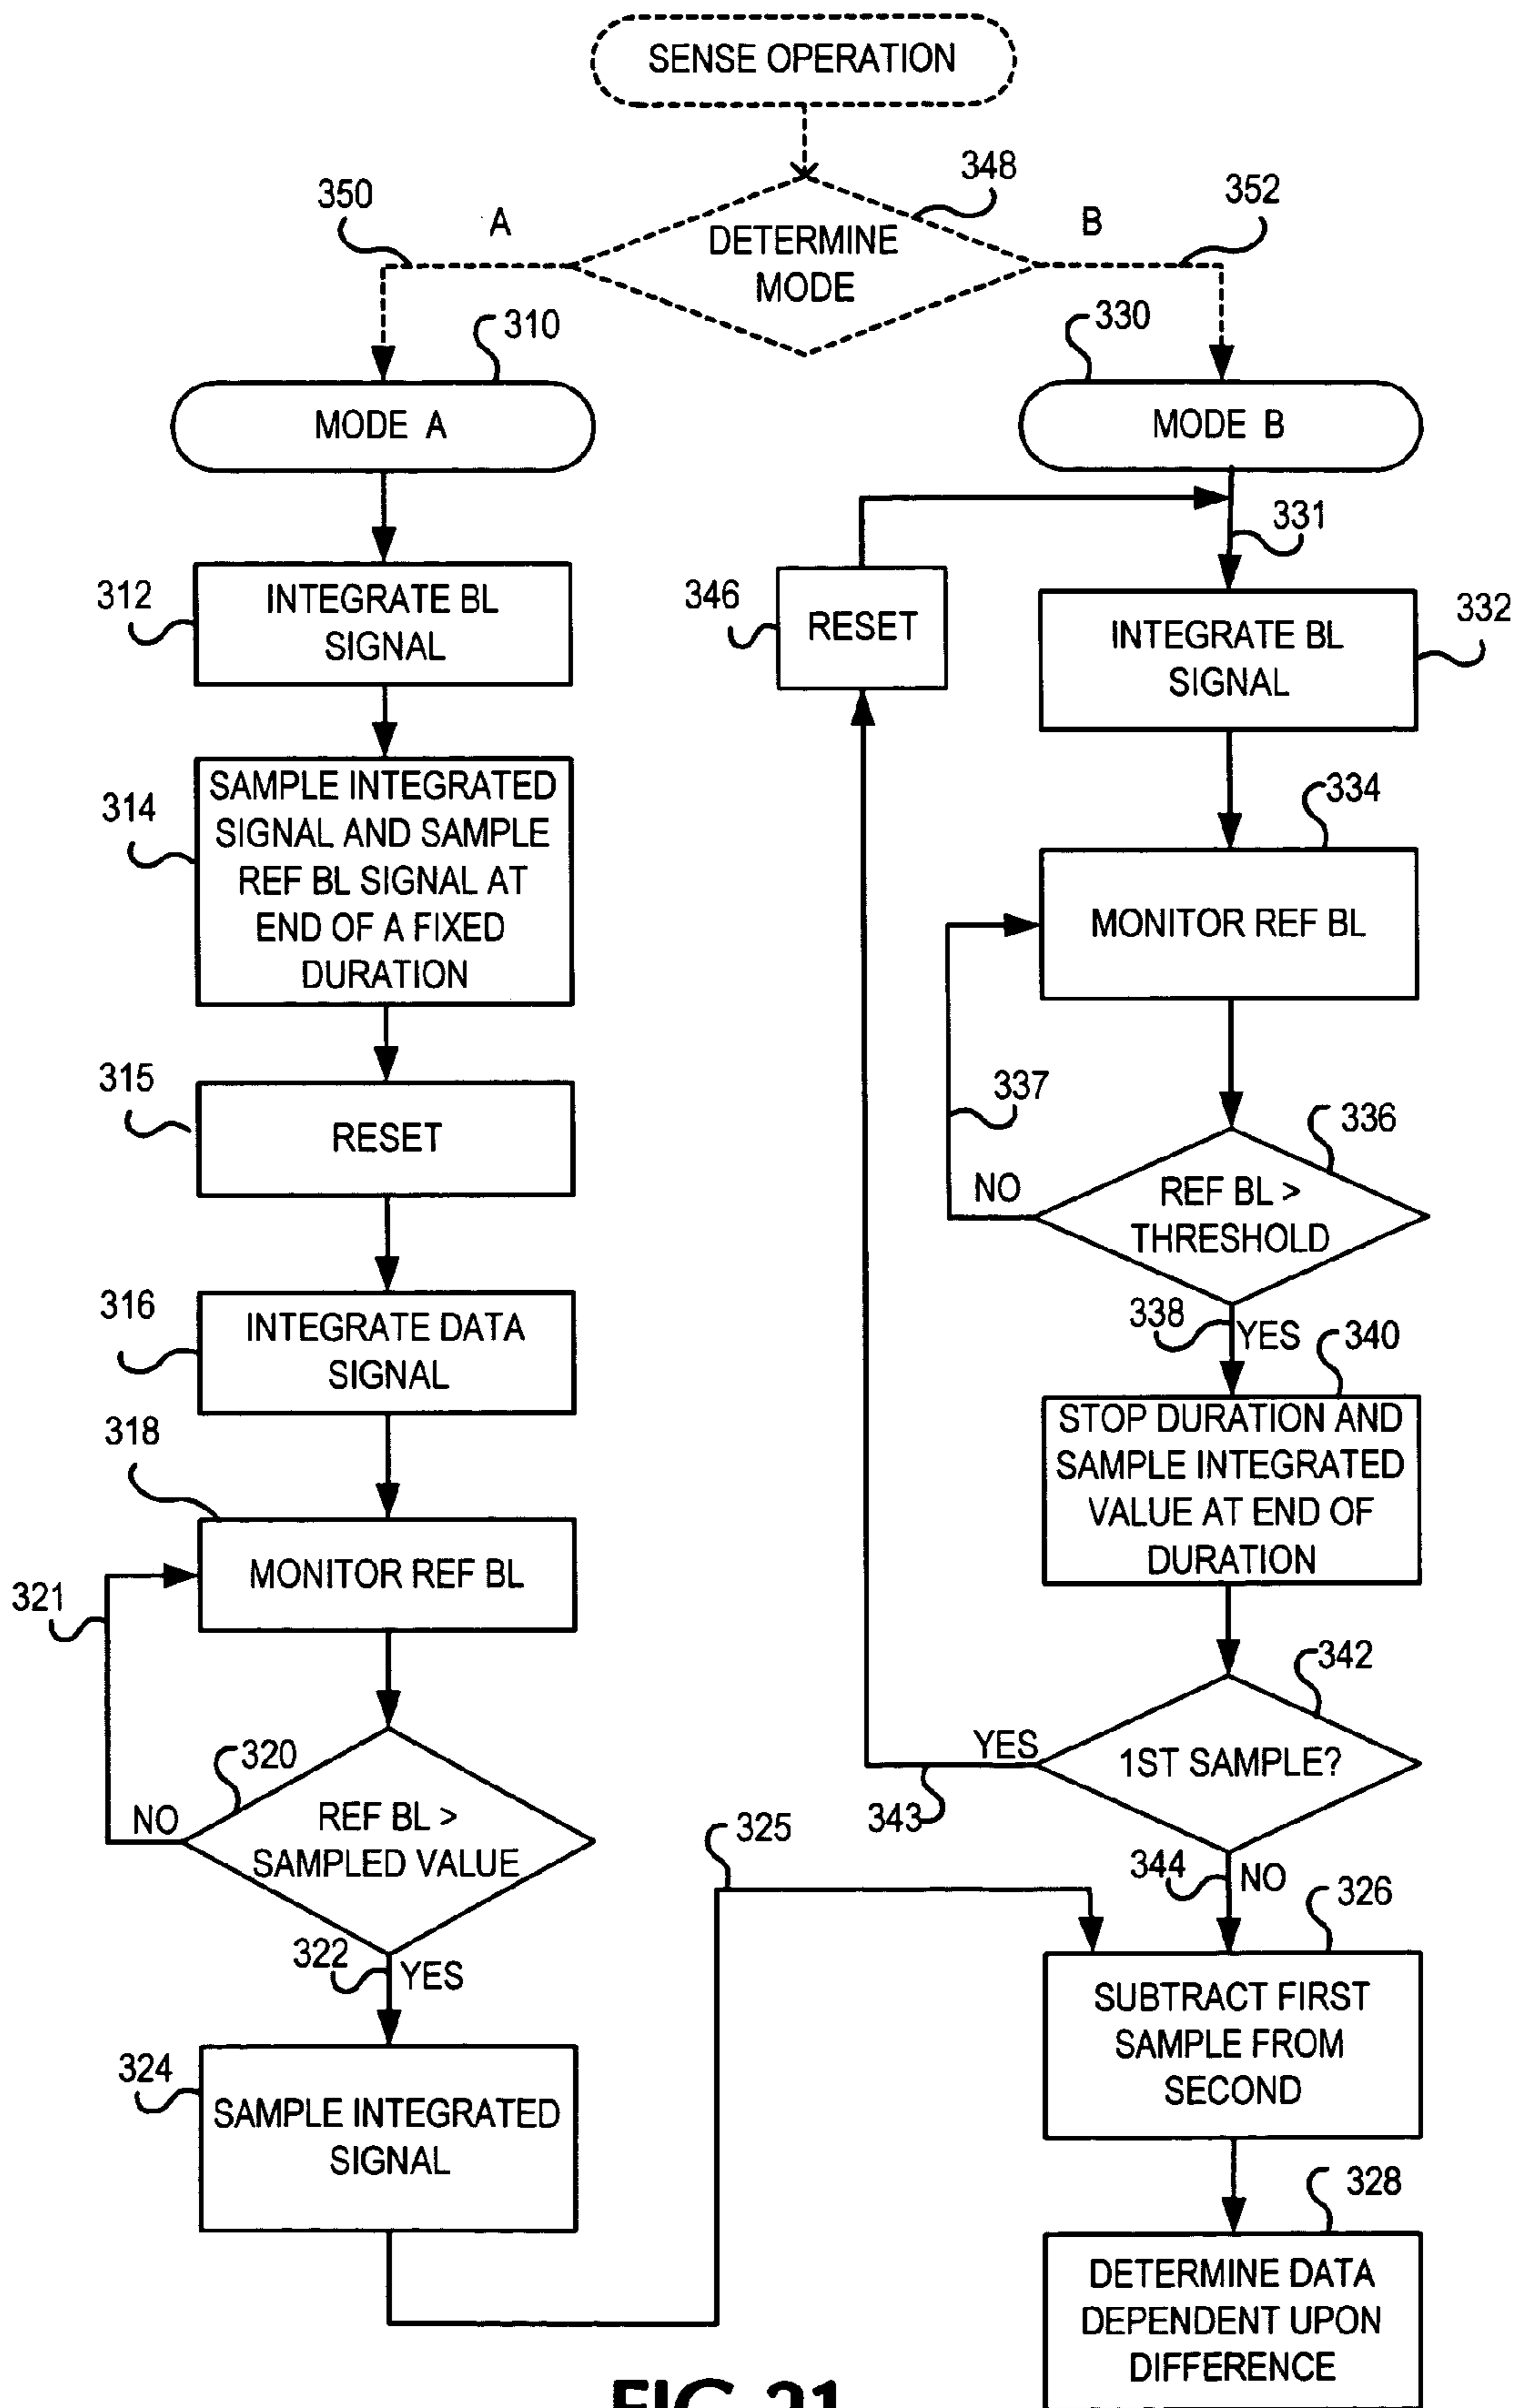 SENSE OPERATION
348
350
A
DETERMINE
MODE
B
352
310
MODE A
330
MODE B
331
312
INTEGRATE BL
SIGNAL
346
RESET
INTEGRATE BL
SIGNAL
332
314
SAMPLE INTEGRATED
SIGNAL AND SAMPLE
REF BL SIGNAL AT
END OF A FIXED
DURATION
334
MONITOR REF BL
315
RESET
337
336
NO
REF BL >
THRESHOLD
316
INTEGRATE DATA
SIGNAL
338
YES
340
STOP DURATION AND
SAMPLE INTEGRATED
VALUE AT END OF
DURATION
318
MONITOR REF BL
321
342
YES
1ST SAMPLE?
343
320
NO
REF BL >
SAMPLED VALUE
325
344
NO
326
322
YES
SUBTRACT FIRST
SAMPLE FROM
SECOND
324
SAMPLE INTEGRATED
SIGNAL
328
DETERMINE DATA
DEPENDENT UPON
DIFFERENCE